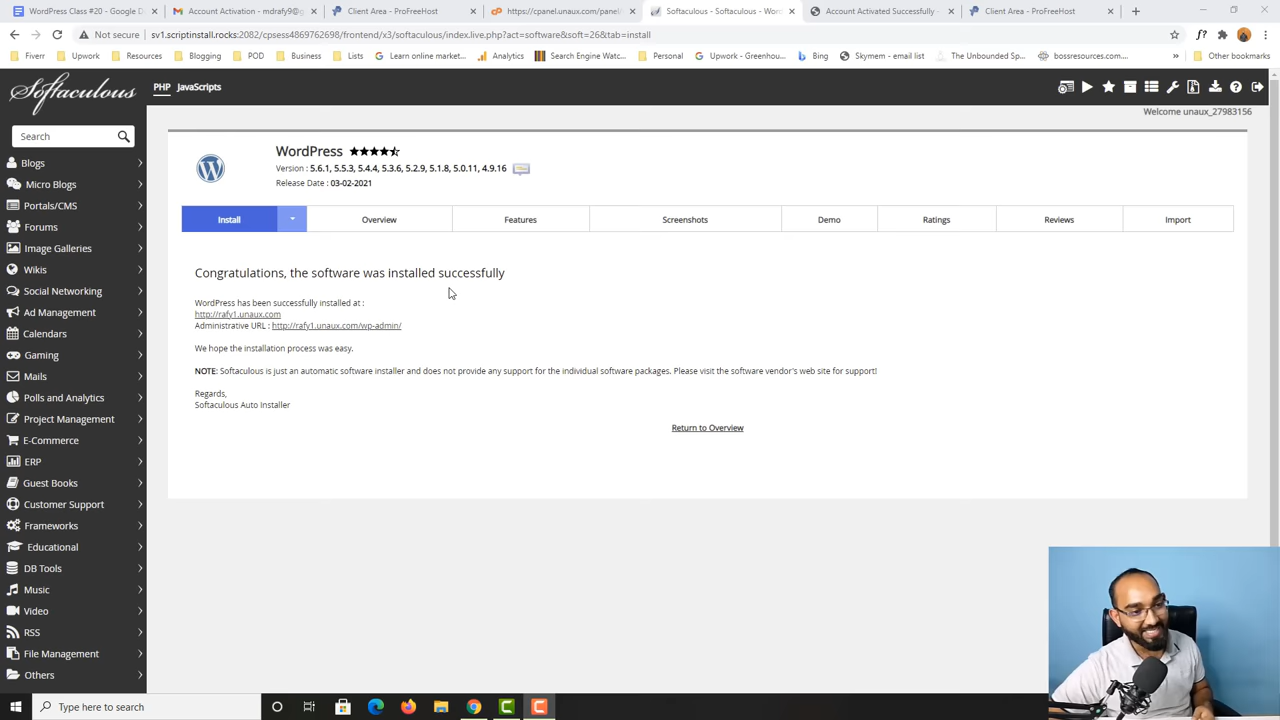 WordPress Class #20 - Google D
Account Activation - mdrafy9@g
Client Area - ProFreeHost
https://cpanel.unaux.com/panel/
Softaculous - Softaculous - Wor
Account Activated Successfully -
Client Area - ProFreeHost
Not secure
sv1.scriptinstall.rocks:2082/cpsess4869762698/frontend/x3/softaculous/index.live.php?act=software&soft=26&tab=install
Fiverr
Upwork
Resources
Blogging
POD
Business
Lists
Learn online market...
Analytics
Search Engine Watc...
Personal
Upwork - Greenhou...
Bing
Skymem - email list
The Unbounded Sp...
bossresources.com...
Other bookmarks
Softaculous
PHP
JavaScripts
Welcome unaux_27983156
Search
Blogs
Micro Blogs
Portals/CMS
Forums
Image Galleries
Wikis
Social Networking
Ad Management
Calendars
Gaming
Mails
Polls and Analytics
Project Management
E-Commerce
ERP
Guest Books
Customer Support
Frameworks
Educational
DB Tools
Music
Video
RSS
File Management
Others
WordPress
Version : 5.6.1, 5.5.3, 5.4.4, 5.3.6, 5.2.9, 5.1.8, 5.0.11, 4.9.16
Release Date : 03-02-2021
Install
Overview
Features
Screenshots
Demo
Ratings
Reviews
Import
Congratulations, the software was installed successfully
WordPress has been successfully installed at :
http://rafy1.unaux.com
Administrative URL : http://rafy1.unaux.com/wp-admin/
We hope the installation process was easy.
NOTE: Softaculous is just an automatic software installer and does not provide any support for the individual software packages. Please visit the software vendor's web site for support!
Regards,
Softaculous Auto Installer
Return to Overview
Type here to search